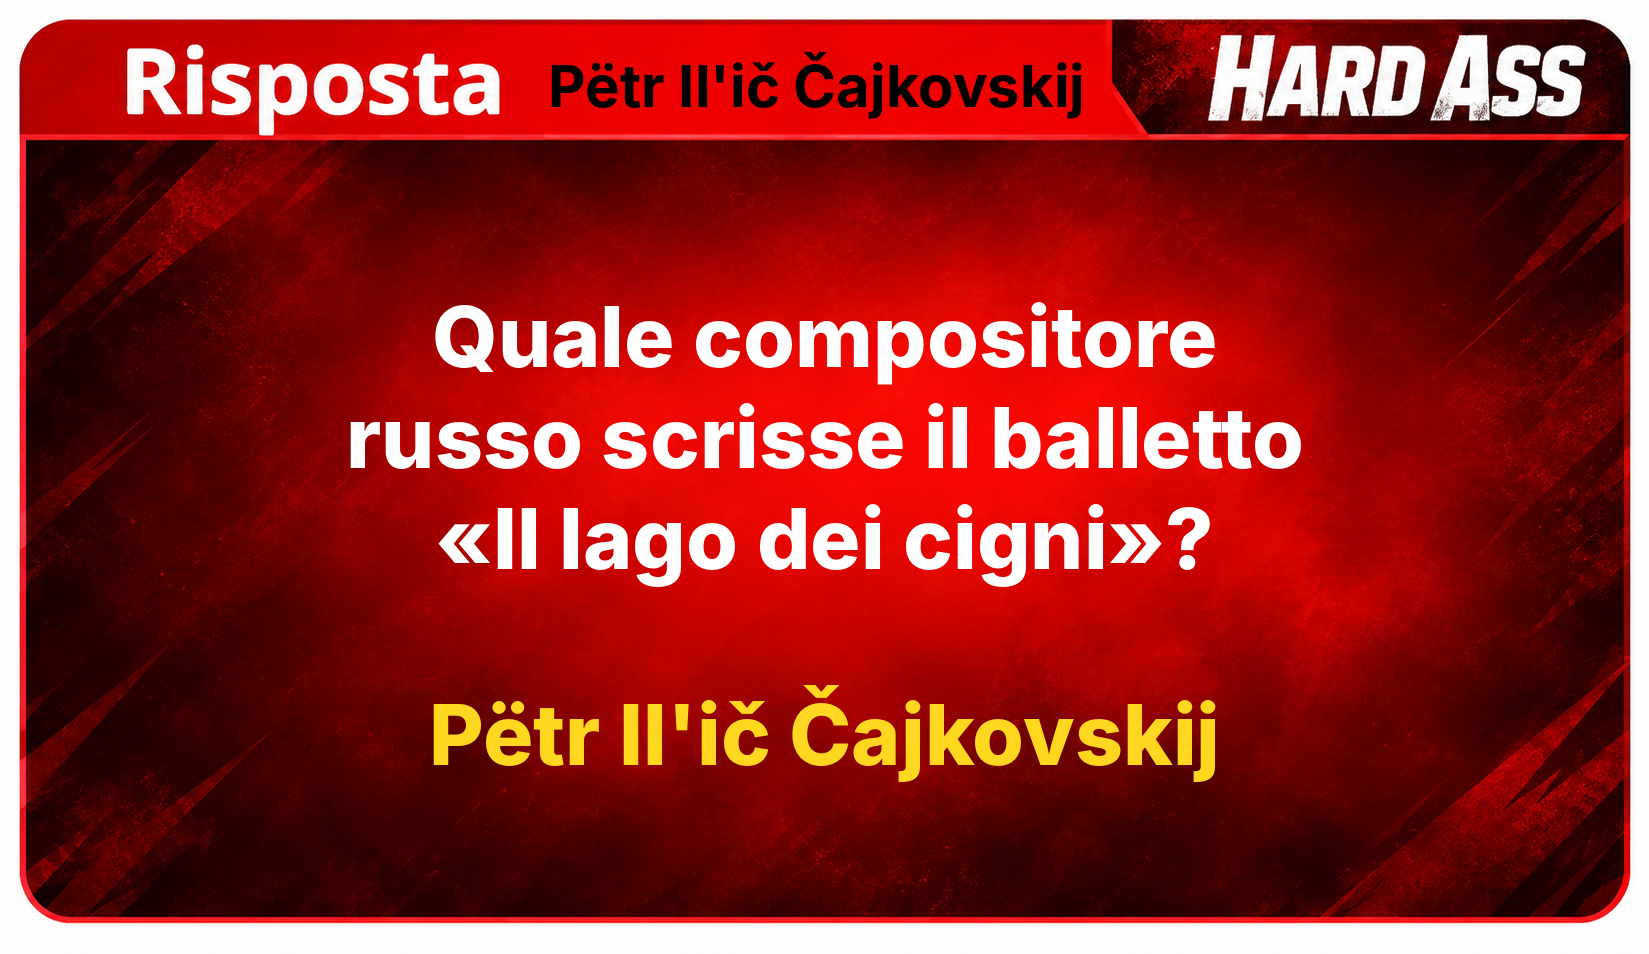 Risposta Pëtr Il'ič Čajkovskij HARD ASS
Quale compositore
russo scrisse il balletto
«Il lago dei cigni»?
Pëtr Il'ič Čajkovskij